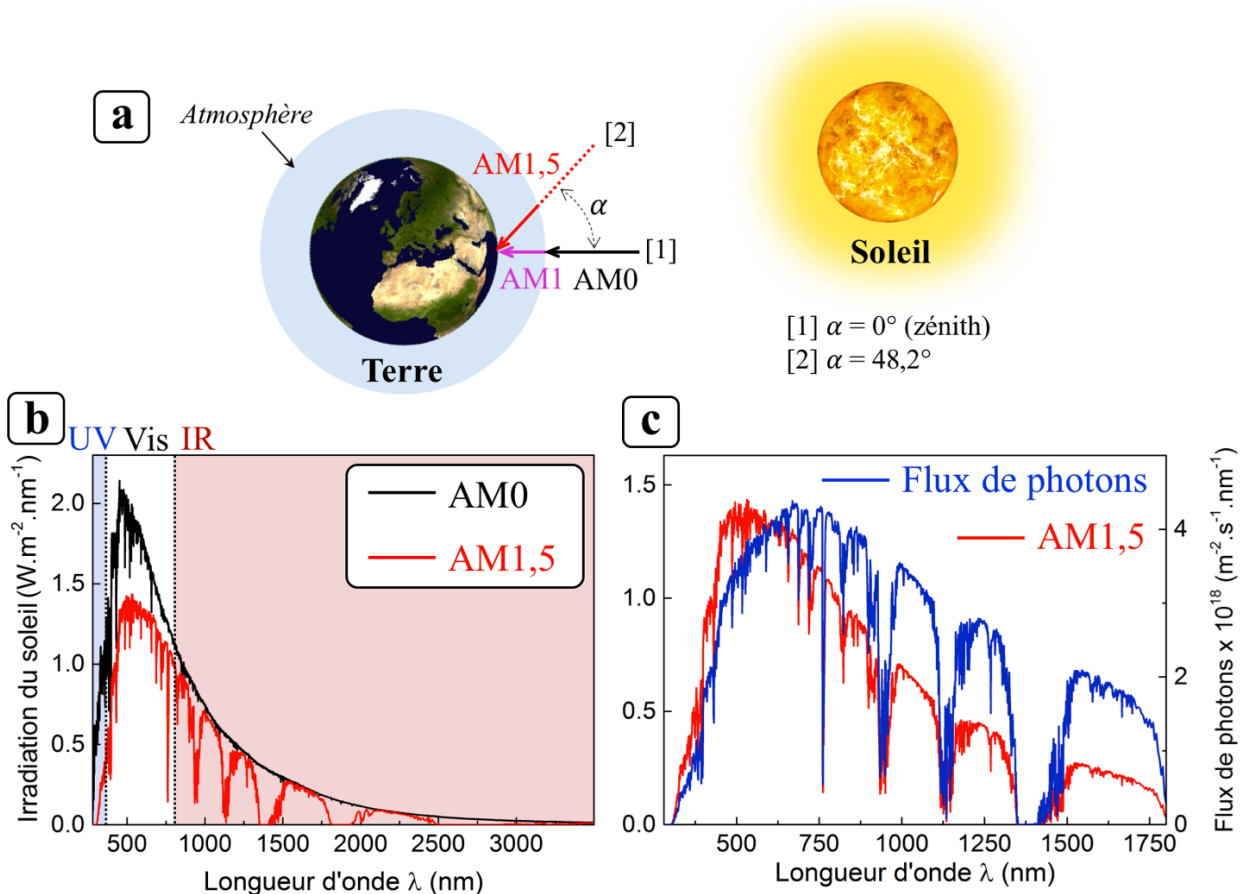 a
Atmosphère
[2]
AM1,5
α
[1]
AM1
AM0
Terre
Soleil
[1] α = 0° (zénith)
[2] α = 48,2°
b
UV Vis IR
Irradiation du soleil (W.m⁻².nm⁻¹)
2.0
1.5
1.0
0.5
0.0
AM0
AM1,5
500 1000 1500 2000 2500 3000
Longueur d'onde λ (nm)
c
1.5
1.0
0.5
0.0
Flux de photons
AM1,5
4
2
0
Flux de photons x 10¹⁸ (m⁻².s⁻¹.nm⁻¹)
500 750 1000 1250 1500 1750
Longueur d'onde λ (nm)